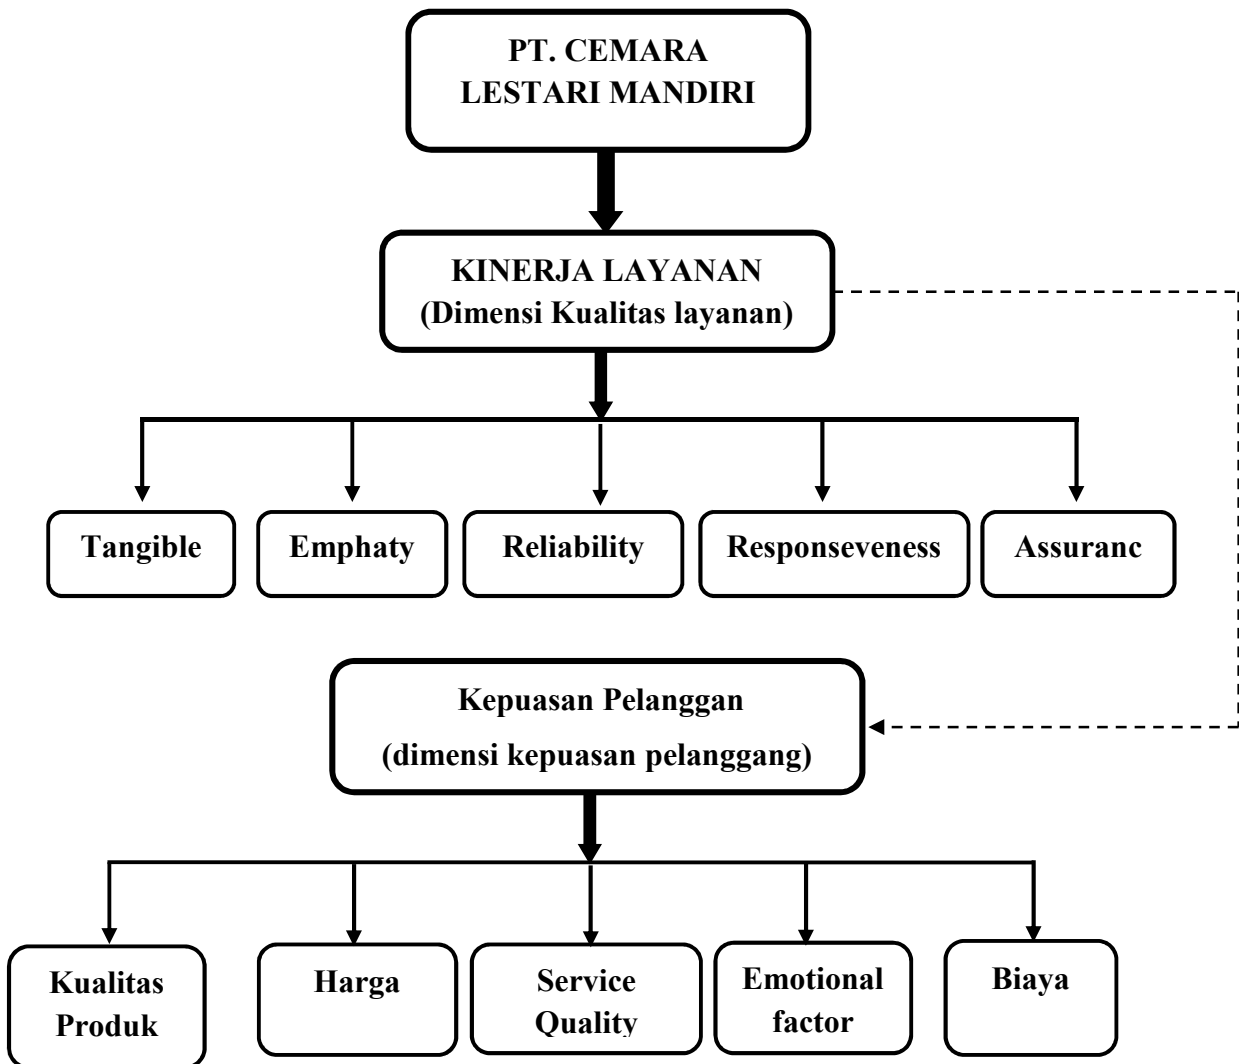 PT. CEMARA
LESTARI MANDIRI
KINERJA LAYANAN
(Dimensi Kualitas layanan)
Tangible
Emphaty
Reliability
Responseveness
Assuranc
Kepuasan Pelanggan
(dimensi kepuasan pelanggang)
Kualitas
Produk
Harga
Service
Quality
Emotional
factor
Biaya